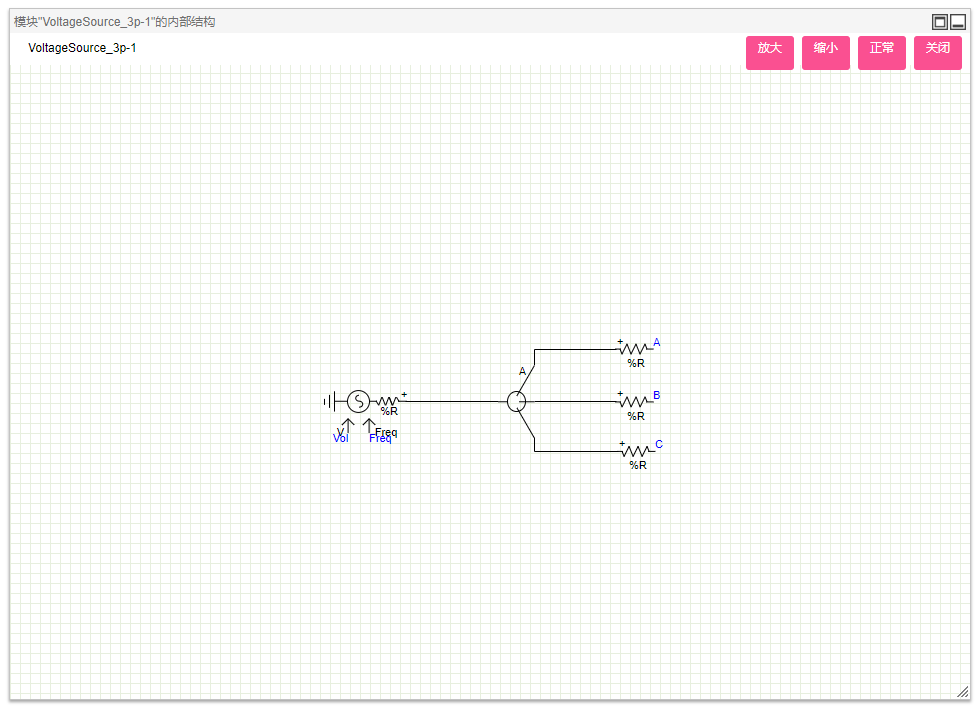 模块"VoltageSource_3p-1"的内部结构
VoltageSource_3p-1
放大 缩小 正常 关闭
+ A
%R
A
+ B
%R
+
%R
V Freq
Vol Freq
+ C
%R